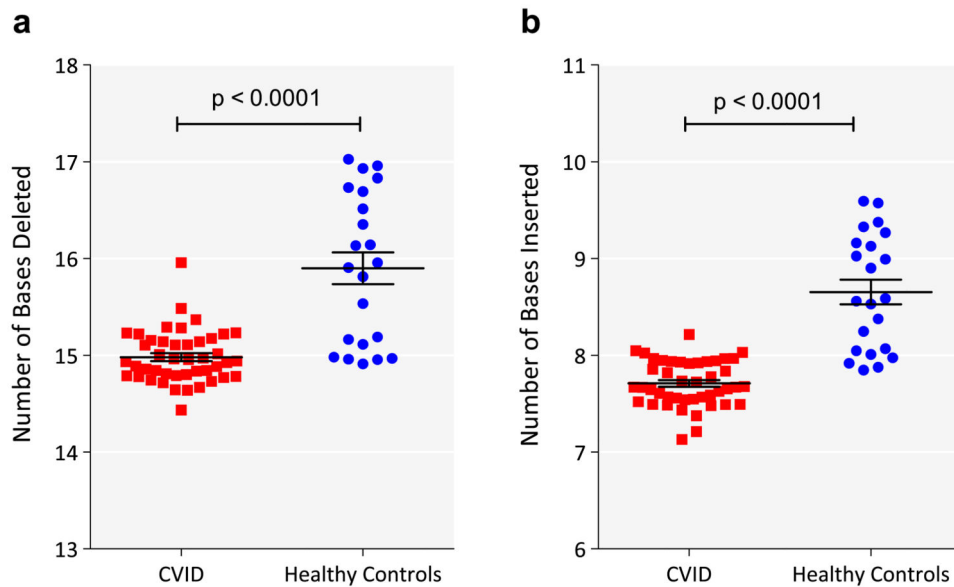 a
Number of Bases Deleted
18
17
16
15
14
13
p < 0.0001
CVID
Healthy Controls
b
Number of Bases Inserted
11
10
9
8
7
6
p < 0.0001
CVID
Healthy Controls